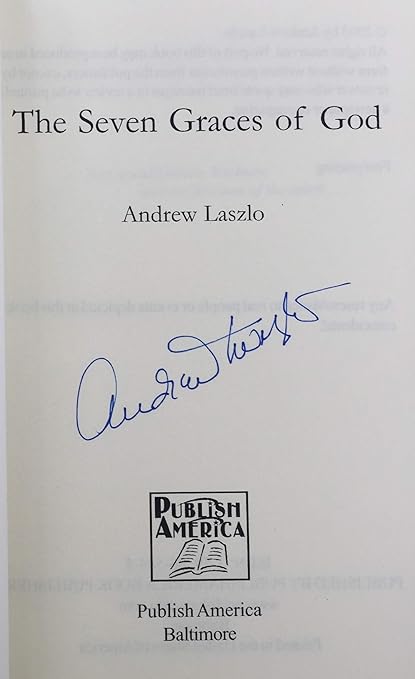 The Seven Graces of God
Andrew Laszlo
Andrew Laszlo
PUBLISH
AMERICA
Publish America
Baltimore